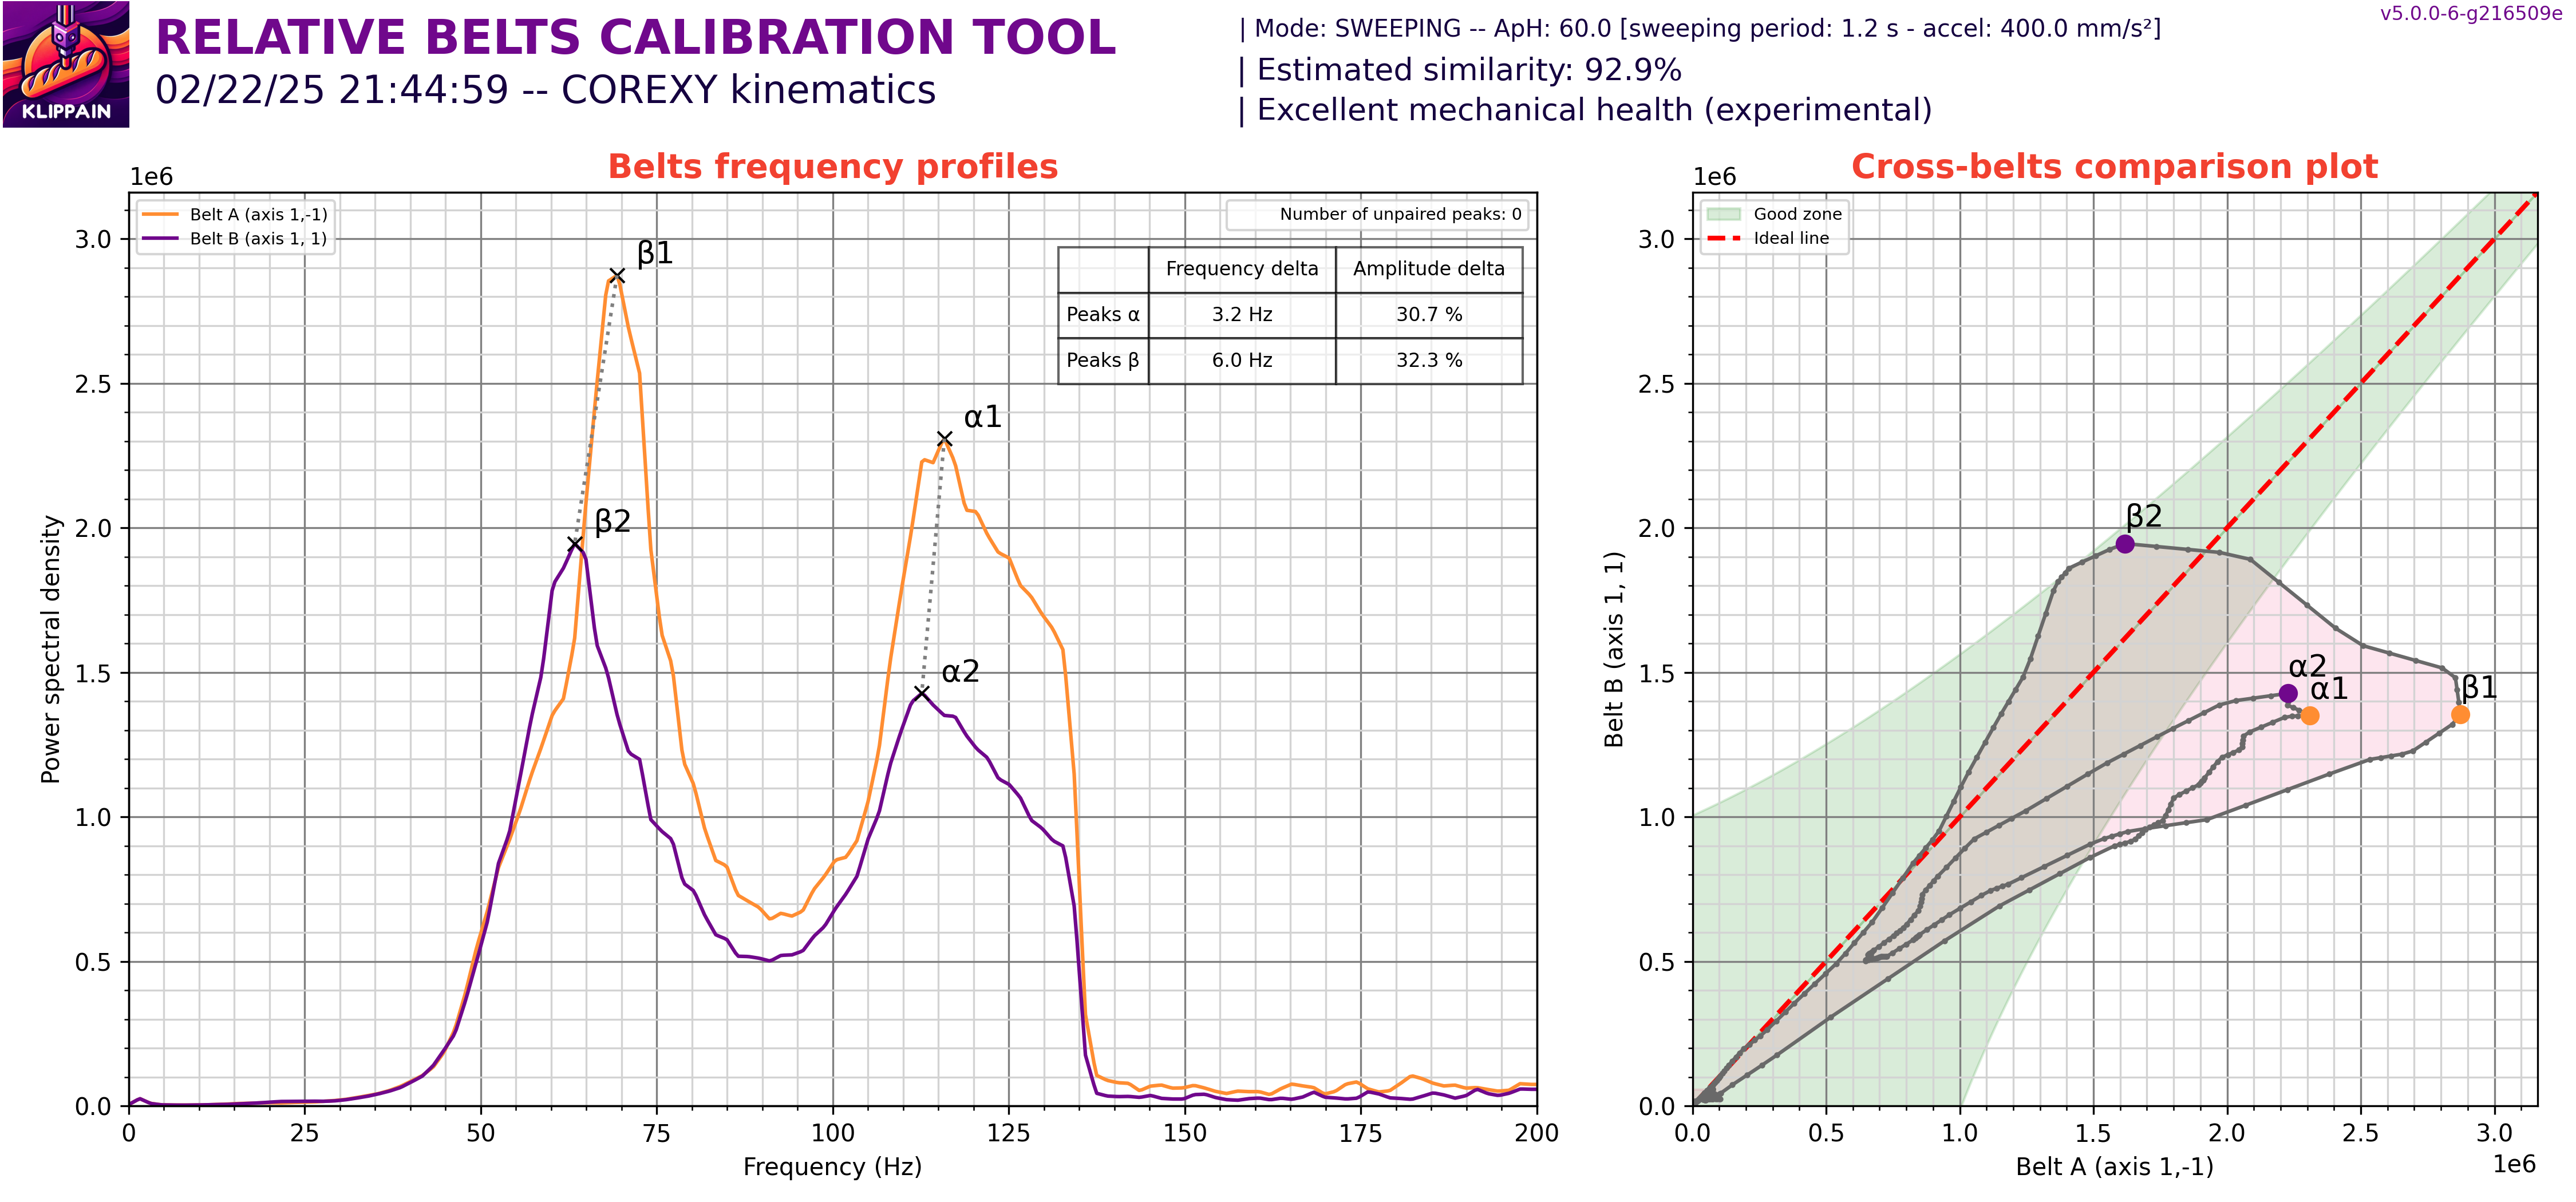 KLIPPAIN
RELATIVE BELTS CALIBRATION TOOL
02/22/25 21:44:59 -- COREXY kinematics
| Mode: SWEEPING -- ApH: 60.0 [sweeping period: 1.2 s - accel: 400.0 mm/s²]
| Estimated similarity: 92.9%
| Excellent mechanical health (experimental)
v5.0.0-6-g216509e
Belts frequency profiles
1e6
Belt A (axis 1,-1)
Belt B (axis 1, 1)
Number of unpaired peaks: 0
Frequency delta Amplitude delta
Peaks α 3.2 Hz 30.7 %
Peaks β 6.0 Hz 32.3 %
β1
β2
α1
α2
3.0
2.5
2.0
1.5
1.0
0.5
0.0
Power spectral density
0 25 50 75 100 125 150 175 200
Frequency (Hz)
Cross-belts comparison plot
1e6
Good zone
Ideal line
β2
α2
α1
β1
3.0
2.5
2.0
1.5
1.0
0.5
0.0
Belt B (axis 1, 1)
0.0 0.5 1.0 1.5 2.0 2.5 3.0
1e6
Belt A (axis 1,-1)